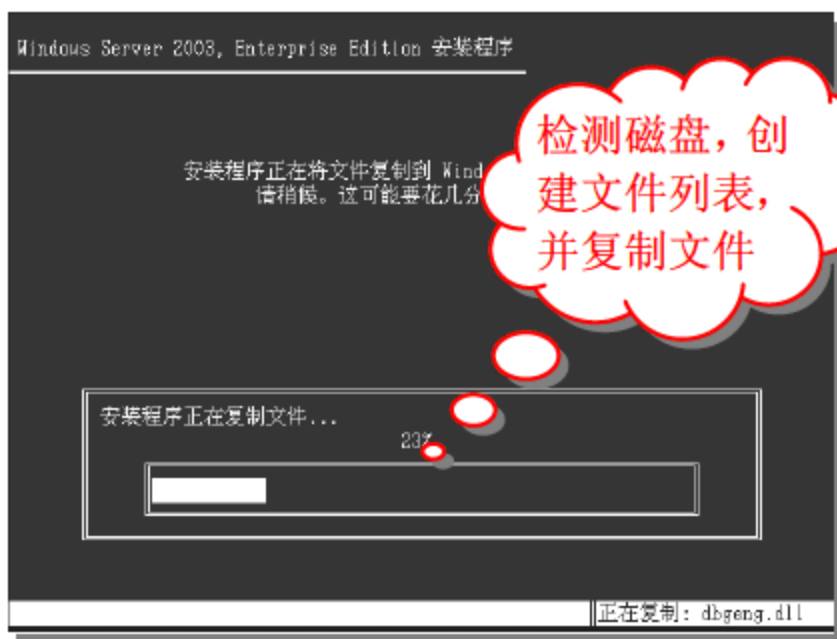 Windows Server 2003, Enterprise Edition 安装程序
安装程序正在将文件复制到 Wind
请稍候。这可能要花几分
检测磁盘，创
建文件列表，
并复制文件
安装程序正在复制文件...
23%
正在复制: dbgeng.dll